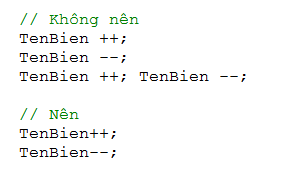 // Không nên
TenBien ++;
TenBien --;
TenBien ++; TenBien --;
// Nên
TenBien++;
TenBien--;